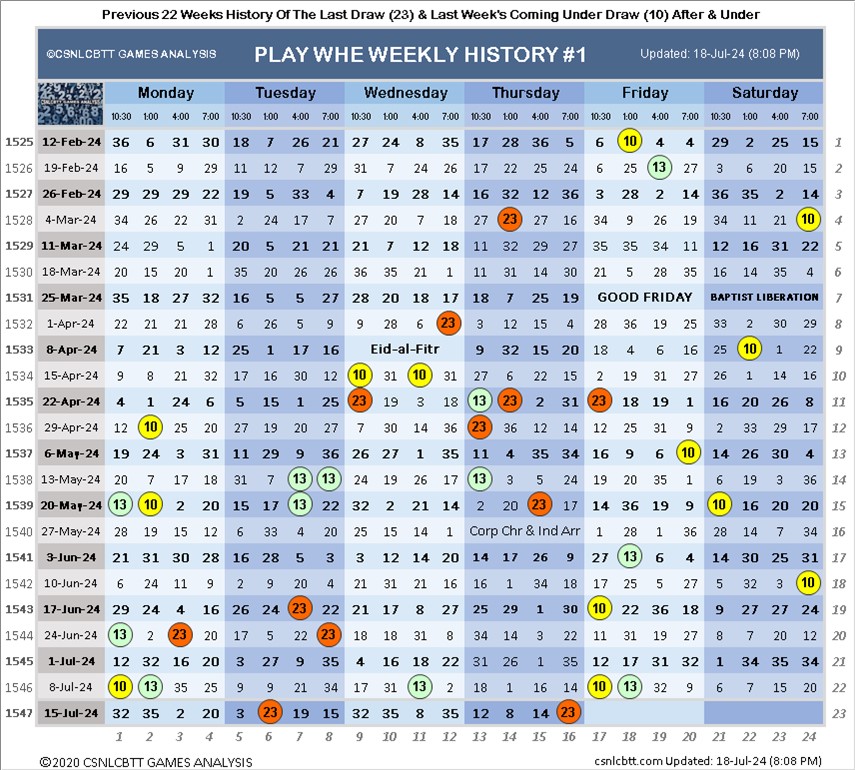 Previous 22 Weeks History Of The Last Draw (23) & Last Week's Coming Under Draw (10) After & Under
©CSNLCBTT GAMES ANALYSIS PLAY WHE WEEKLY HISTORY #1 Updated: 18-Jul-24 (8:08 PM)
CSNLCBTT GAMES ANALYSIS Monday Tuesday Wednesday Thursday Friday Saturday
10:30 1:00 4:00 7:00 10:30 1:00 4:00 7:00 10:30 1:00 4:00 7:00 10:30 1:00 4:00 7:00 10:30 1:00 4:00 7:00 10:30 1:00 4:00 7:00
1525 12-Feb-24 36 6 31 30 18 7 26 21 27 24 8 35 17 28 36 5 6 10 4 4 29 2 25 15 1
1526 19-Feb-24 16 5 9 29 11 12 7 29 31 7 24 26 17 22 25 24 6 25 13 27 3 6 20 15 2
1527 26-Feb-24 29 29 29 22 19 5 33 4 7 19 28 14 16 32 12 36 3 28 2 14 36 35 2 14 3
1528 4-Mar-24 34 26 22 31 2 24 17 7 27 20 7 18 27 23 27 16 34 9 26 19 34 11 21 10 4
1529 11-Mar-24 24 29 5 1 20 5 21 21 21 7 12 18 11 32 29 27 35 35 34 11 12 16 31 22 5
1530 18-Mar-24 20 15 20 1 35 20 26 26 36 35 21 1 11 31 14 30 21 5 28 35 16 14 35 4 6
1531 25-Mar-24 35 18 27 32 16 5 5 27 28 20 18 17 18 7 25 19 GOOD FRIDAY BAPTIST LIBERATION 7
1532 1-Apr-24 22 21 28 28 6 26 5 9 9 28 6 23 3 12 15 4 28 36 19 25 33 2 30 29 8
1533 8-Apr-24 7 21 3 12 25 1 17 16 Eid-al-Fitr 9 32 15 20 18 4 6 16 25 10 1 22 9
1534 15-Apr-24 9 8 21 32 17 16 30 12 10 31 10 31 27 6 22 15 2 19 31 27 26 1 14 16 10
1535 22-Apr-24 4 1 24 6 5 15 1 25 23 19 3 18 13 23 2 31 23 18 19 1 16 20 26 8 11
1536 29-Apr-24 12 10 25 20 27 19 20 27 7 30 14 36 23 36 12 14 12 25 31 9 2 33 29 17 12
1537 6-May-24 19 24 3 31 11 29 9 36 26 27 1 35 11 4 35 34 16 9 6 10 14 26 30 4 13
1538 13-May-24 20 7 17 18 31 7 13 13 24 19 26 17 13 3 5 24 19 20 35 1 6 3 14 36 14
1539 20-May-24 13 10 2 20 15 17 13 22 32 2 21 14 2 20 23 17 14 36 19 9 10 16 20 20 15
1540 27-May-24 28 19 15 12 6 33 4 20 25 15 14 1 Corp Chr & Ind Arr 1 28 1 36 28 14 7 34 16
1541 3-Jun-24 21 31 30 28 16 28 5 3 3 12 14 20 14 17 26 9 27 13 6 4 14 30 25 31 17
1542 10-Jun-24 6 24 11 9 2 9 20 4 21 31 21 16 16 1 34 18 17 25 5 27 5 32 3 10 18
1543 17-Jun-24 29 24 4 16 26 24 23 22 11 17 8 27 25 29 1 30 10 22 36 18 9 27 27 24 19
1544 24-Jun-24 13 2 23 20 17 5 22 23 18 18 31 8 34 14 3 22 11 31 19 27 8 7 20 12 20
1545 1-Jul-24 12 32 16 20 3 27 9 35 4 16 18 22 31 26 1 35 12 17 31 32 1 34 35 34 21
1546 8-Jul-24 10 13 35 25 9 9 21 34 17 31 13 2 18 1 16 14 10 13 32 9 6 7 15 20 22
1547 15-Jul-24 32 35 2 20 3 23 19 15 32 35 8 35 12 8 14 23 23
1 2 3 4 5 6 7 8 9 10 11 12 13 14 15 16 17 18 19 20 21 22 23 24
©2020 CSNLCBTT GAMES ANALYSIS csnlcbtt.com Updated: 18-Jul-24 (8:08 PM)